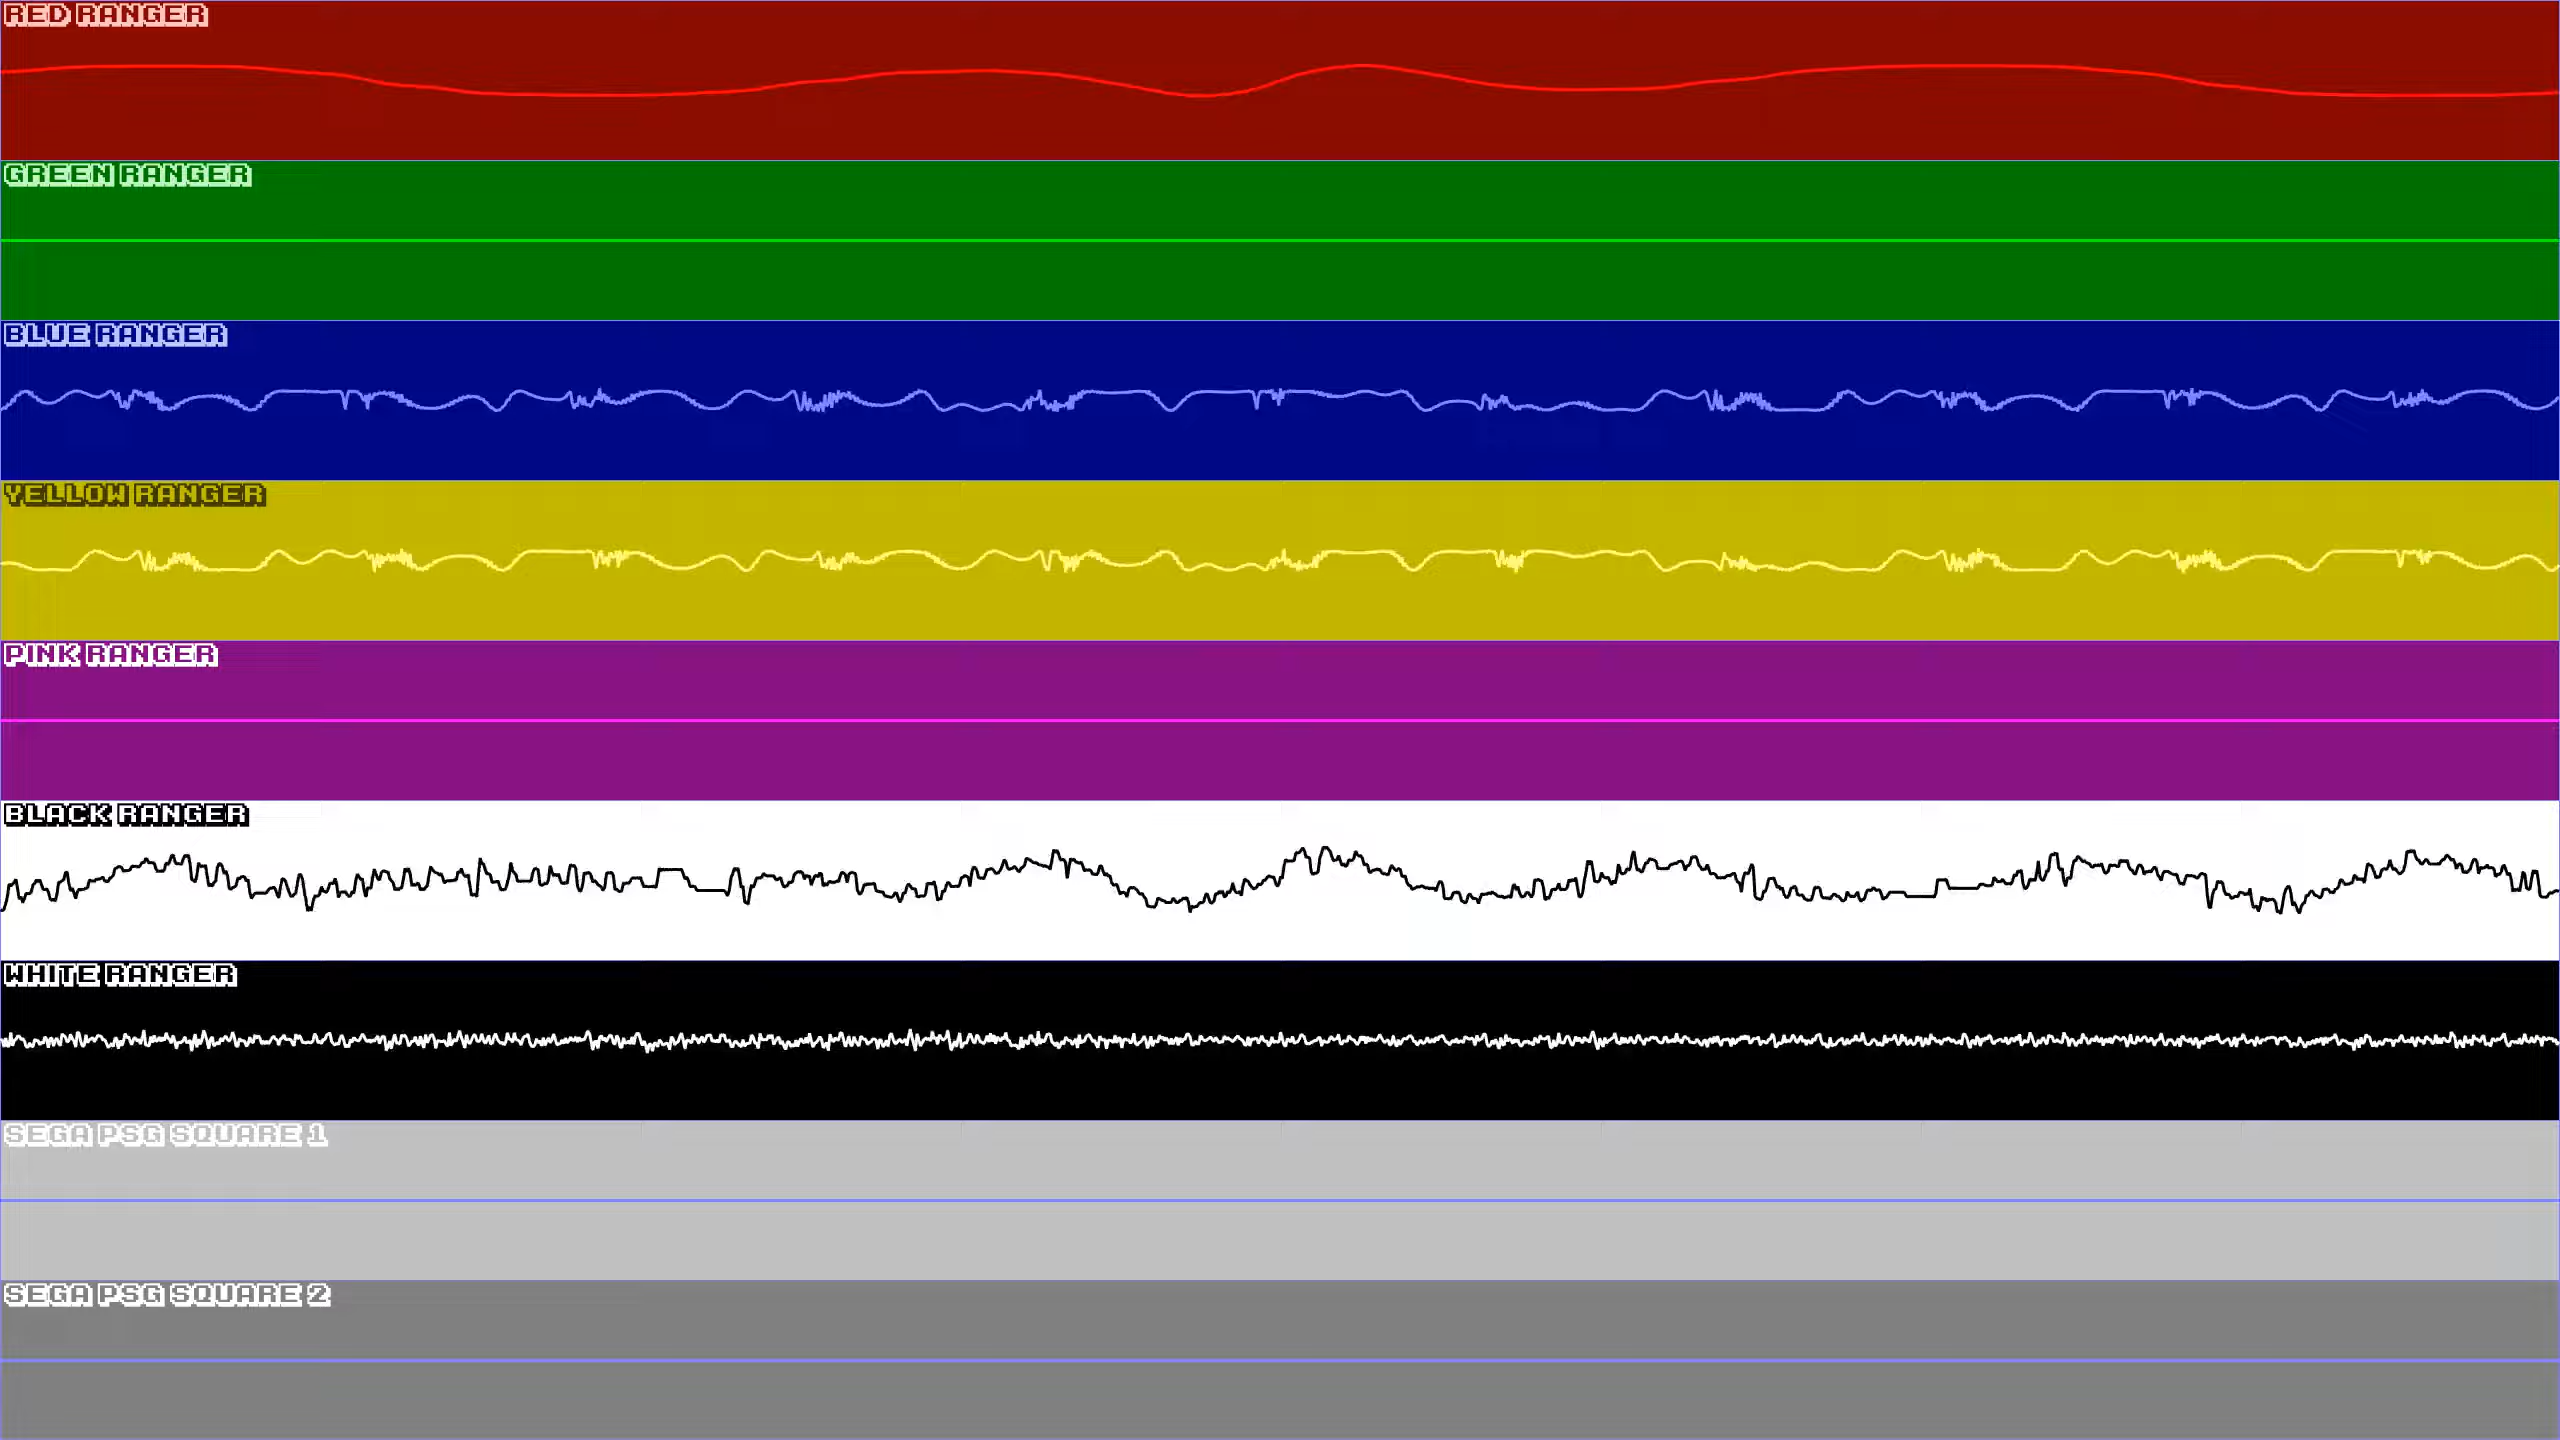 RED RANGER
GREEN RANGER
BLUE RANGER
YELLOW RANGER
PINK RANGER
BLACK RANGER
WHITE RANGER
SEGA PSG SQUARE 1
SEGA PSG SQUARE 2